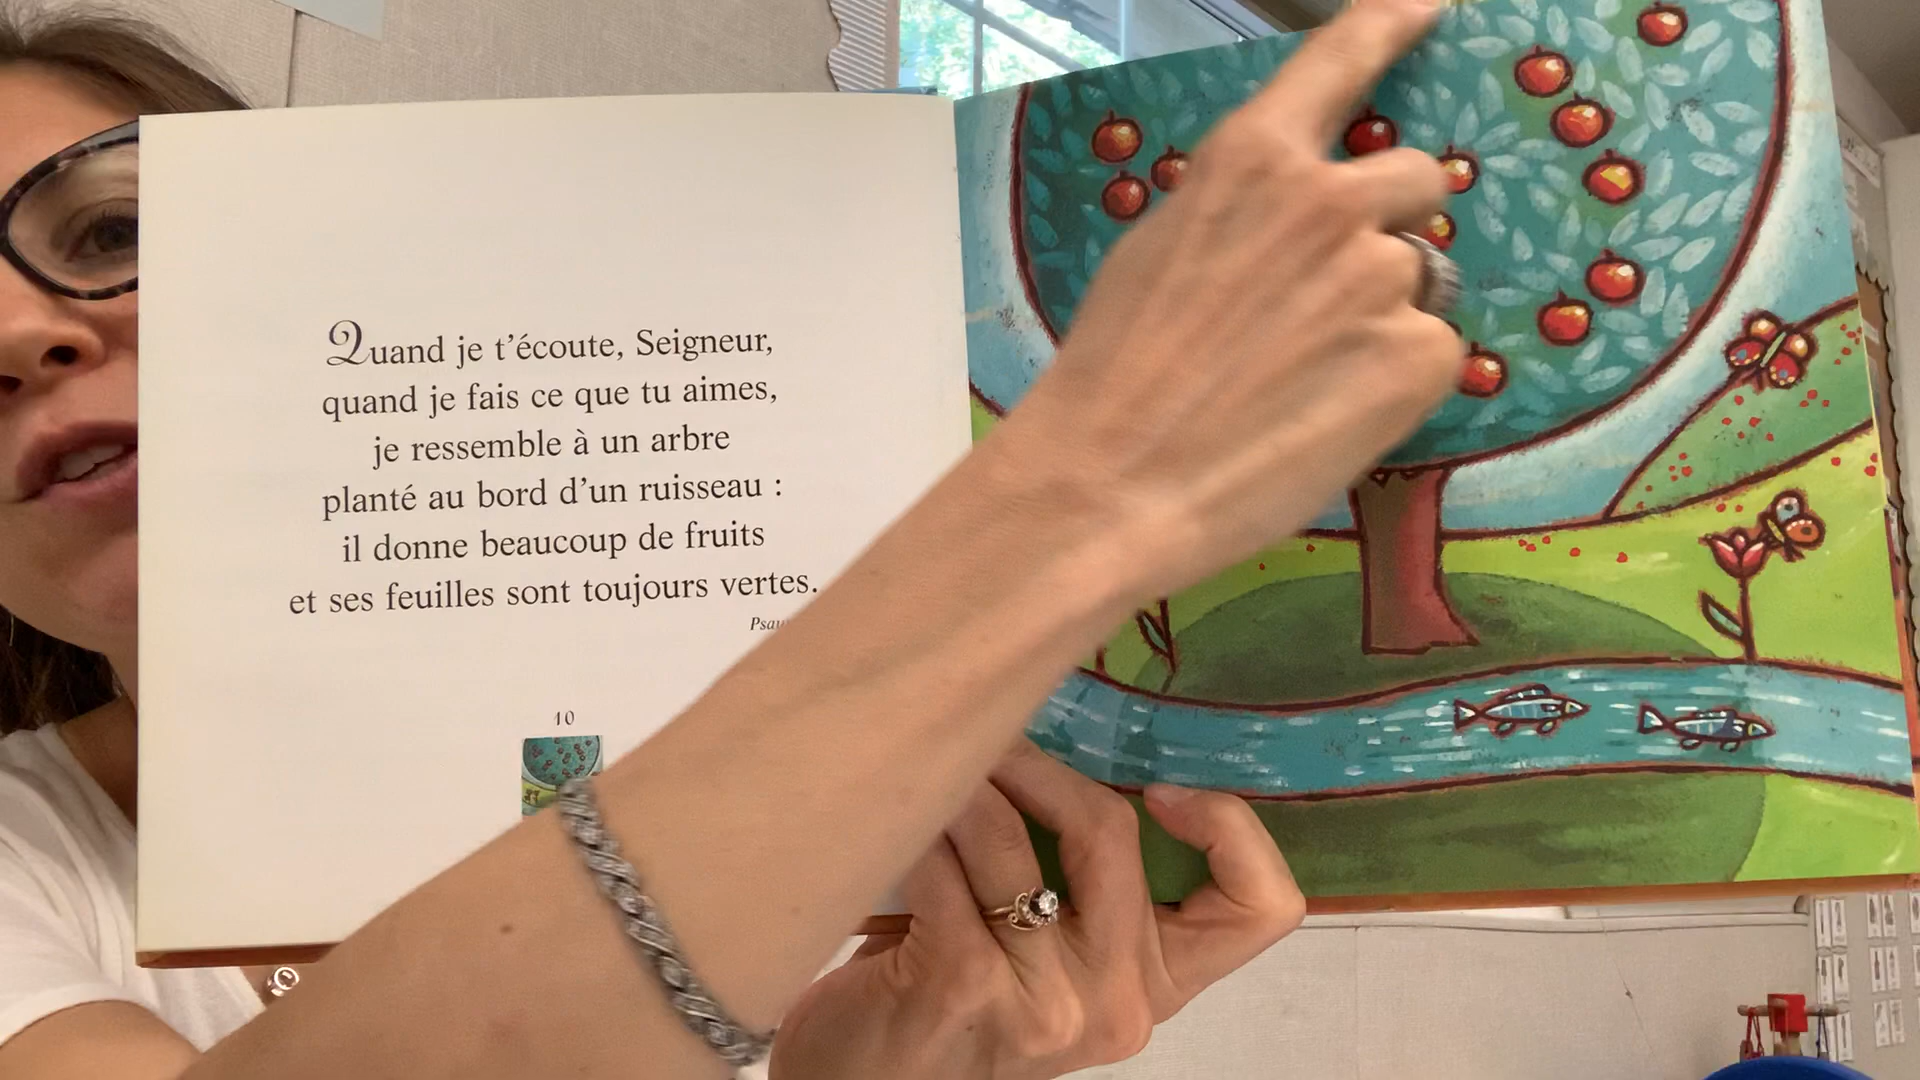 Quand je t'écoute, Seigneur,
quand je fais ce que tu aimes,
je ressemble à un arbre
planté au bord d'un ruisseau :
il donne beaucoup de fruits
et ses feuilles sont toujours vertes.
10